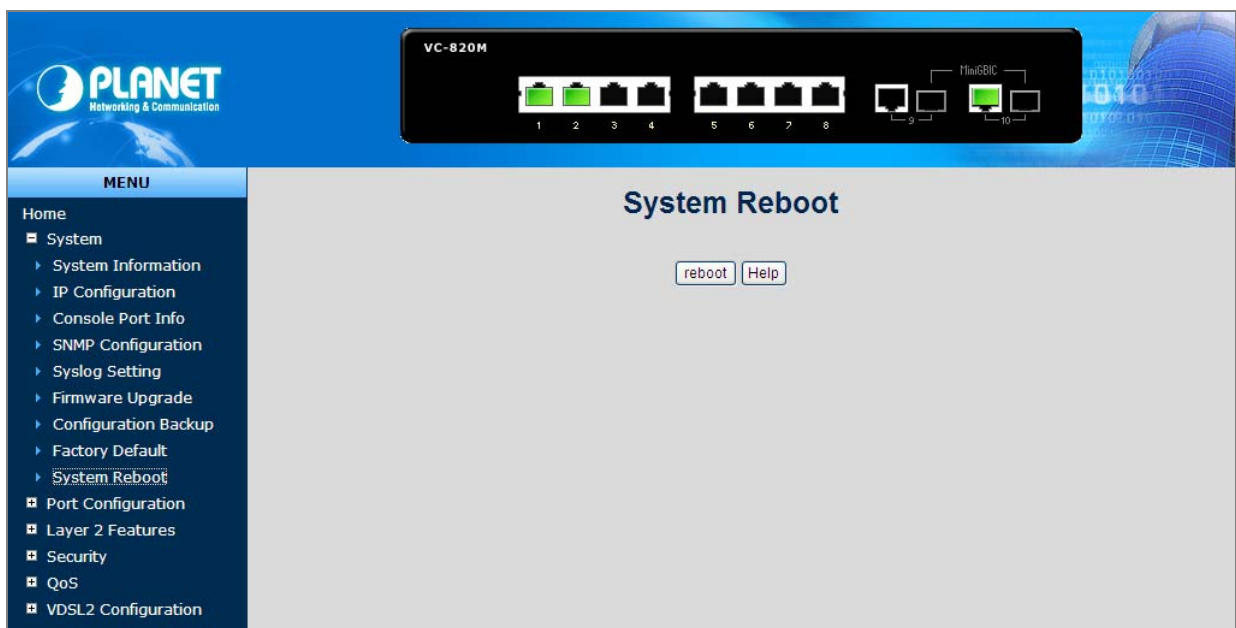 VC-820M
PLANET
Networking & Communication
MiniGBIC
1 2 3 4 5 6 7 8 9 10
MENU
System Reboot
reboot Help
Home
System
System Information
IP Configuration
Console Port Info
SNMP Configuration
Syslog Setting
Firmware Upgrade
Configuration Backup
Factory Default
System Reboot
Port Configuration
Layer 2 Features
Security
QoS
VDSL2 Configuration